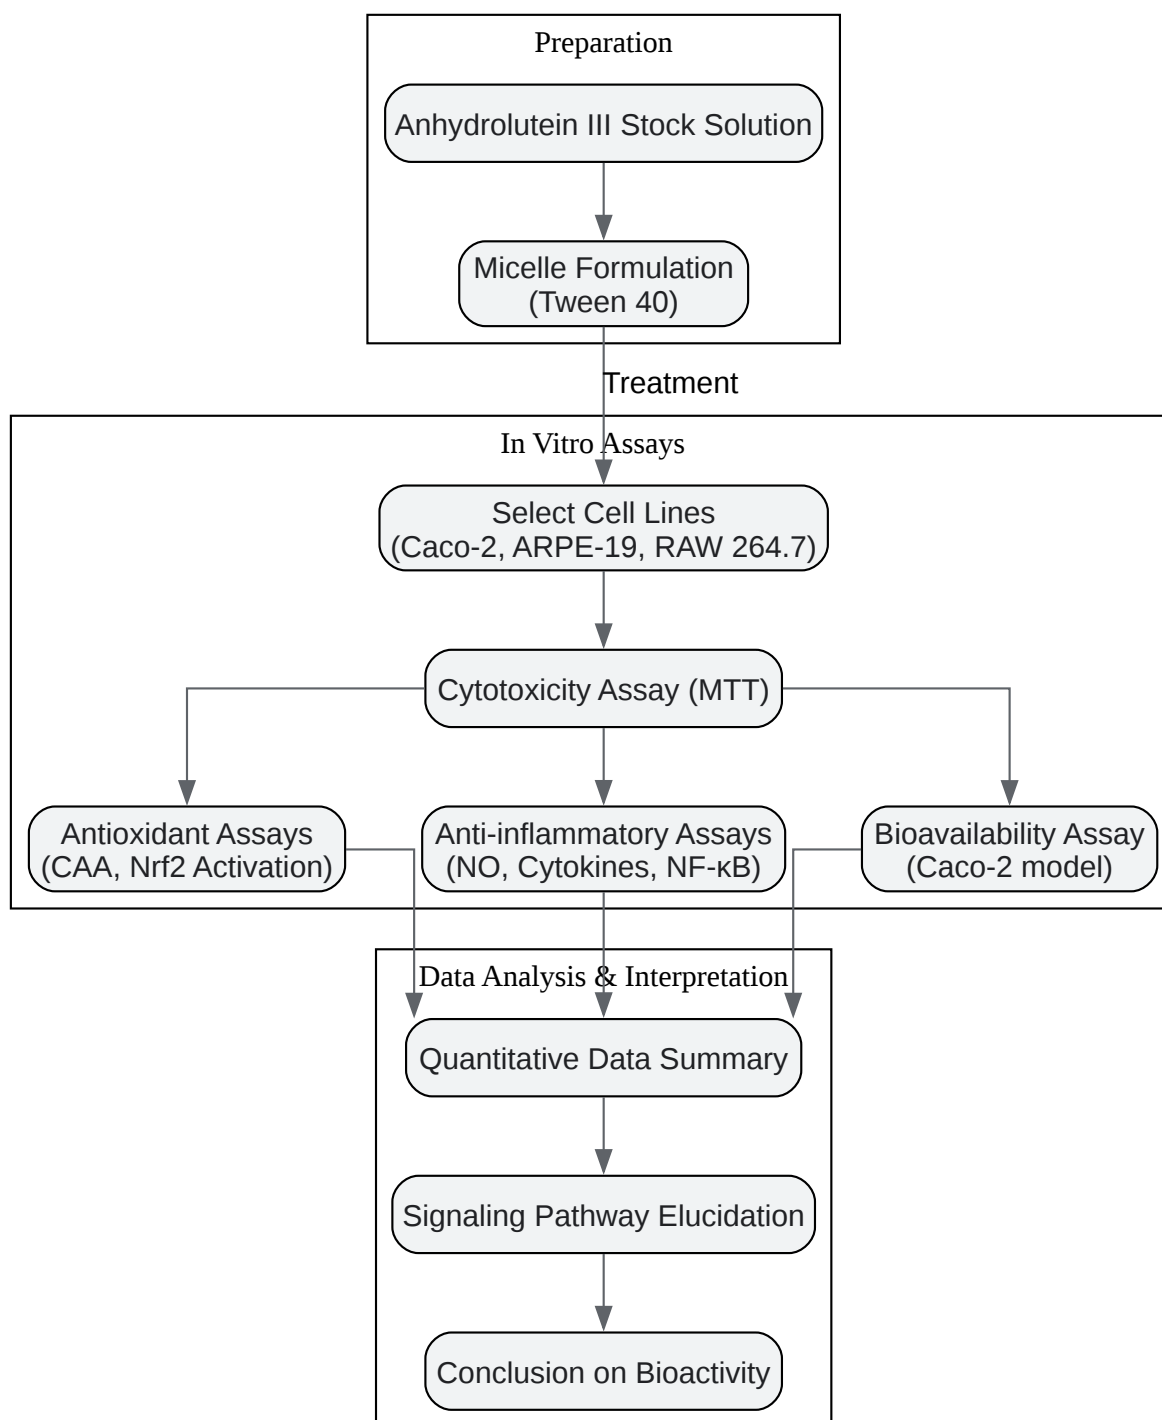 Preparation
Anhydrolutein III Stock Solution
Micelle Formulation
(Tween 40)
Treatment
In Vitro Assays
Select Cell Lines
(Caco-2, ARPE-19, RAW 264.7)
Cytotoxicity Assay (MTT)
Antioxidant Assays
(CAA, Nrf2 Activation)
Anti-inflammatory Assays
(NO, Cytokines, NF-κB)
Bioavailability Assay
(Caco-2 model)
Data Analysis & Interpretation
Quantitative Data Summary
Signaling Pathway Elucidation
Conclusion on Bioactivity